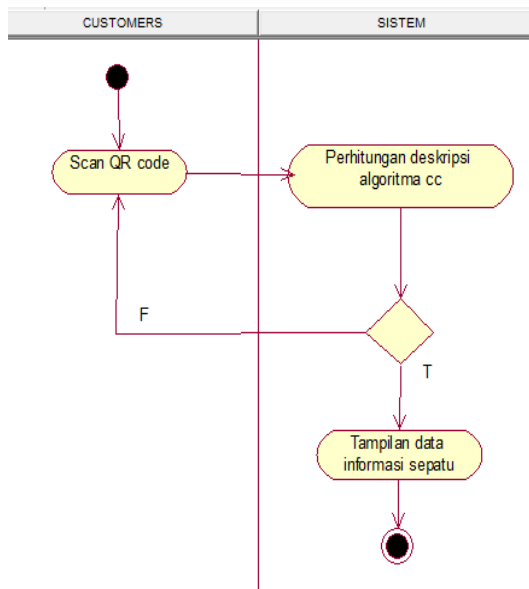 CUSTOMERS
SISTEM
Scan QR code
Perhitungan deskripsi
algoritma cc
F
T
Tampilan data
informasi sepatu